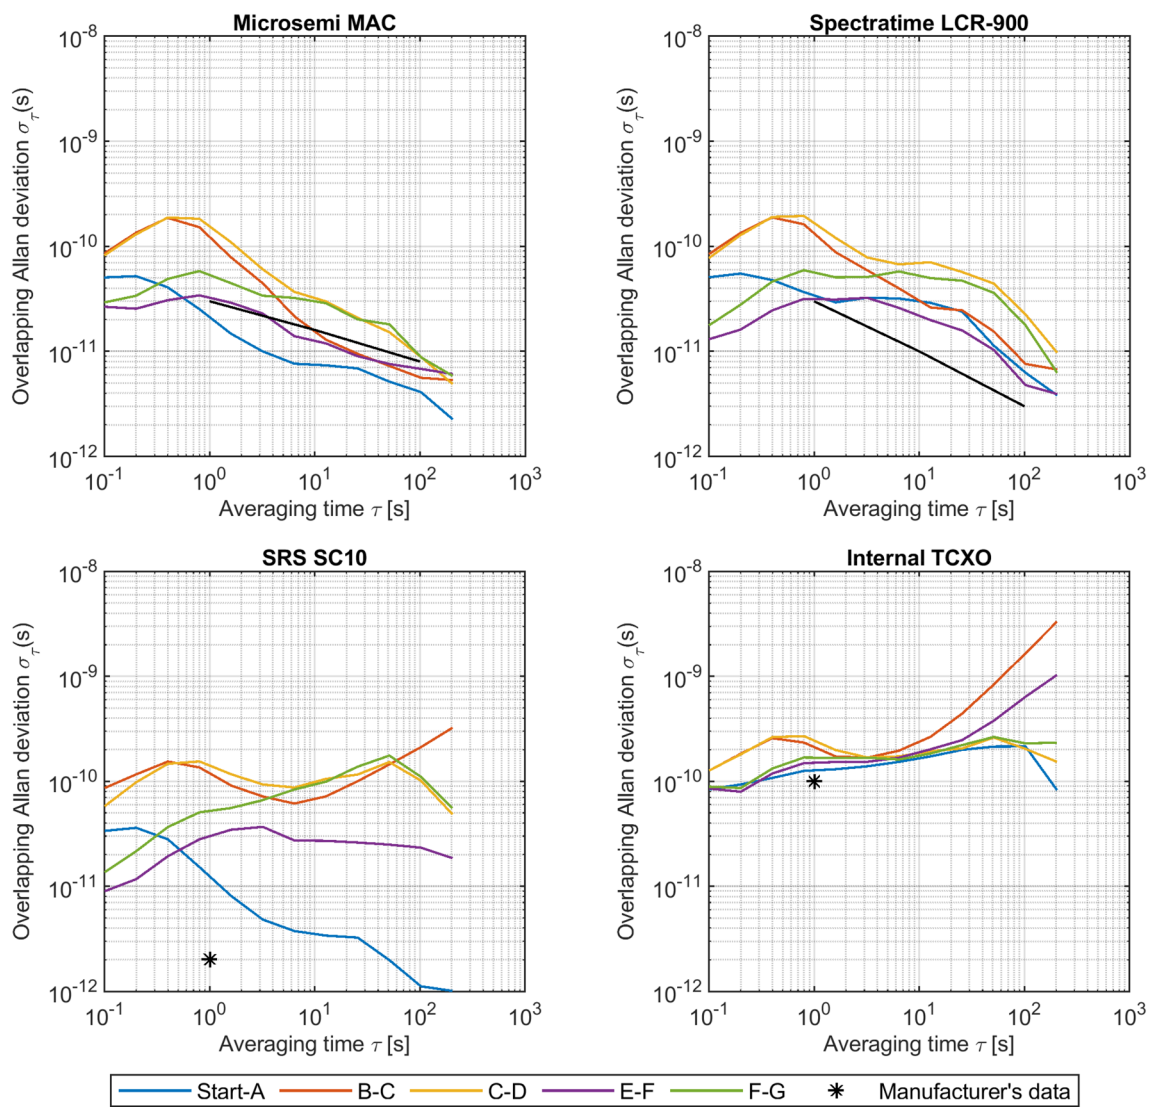 Microsemi MAC
Overlapping Allan deviation σ_τ(s)
10^-8
10^-9
10^-10
10^-11
10^-12
10^-1 10^0 10^1 10^2 10^3
Averaging time τ [s]
Spectratime LCR-900
Overlapping Allan deviation σ_τ(s)
10^-8
10^-9
10^-10
10^-11
10^-12
10^-1 10^0 10^1 10^2 10^3
Averaging time τ [s]
SRS SC10
Overlapping Allan deviation σ_τ(s)
10^-8
10^-9
10^-10
10^-11
10^-12
10^-1 10^0 10^1 10^2 10^3
Averaging time τ [s]
Internal TCXO
Overlapping Allan deviation σ_τ(s)
10^-8
10^-9
10^-10
10^-11
10^-12
10^-1 10^0 10^1 10^2 10^3
Averaging time τ [s]
Start-A B-C C-D E-F F-G Manufacturer's data